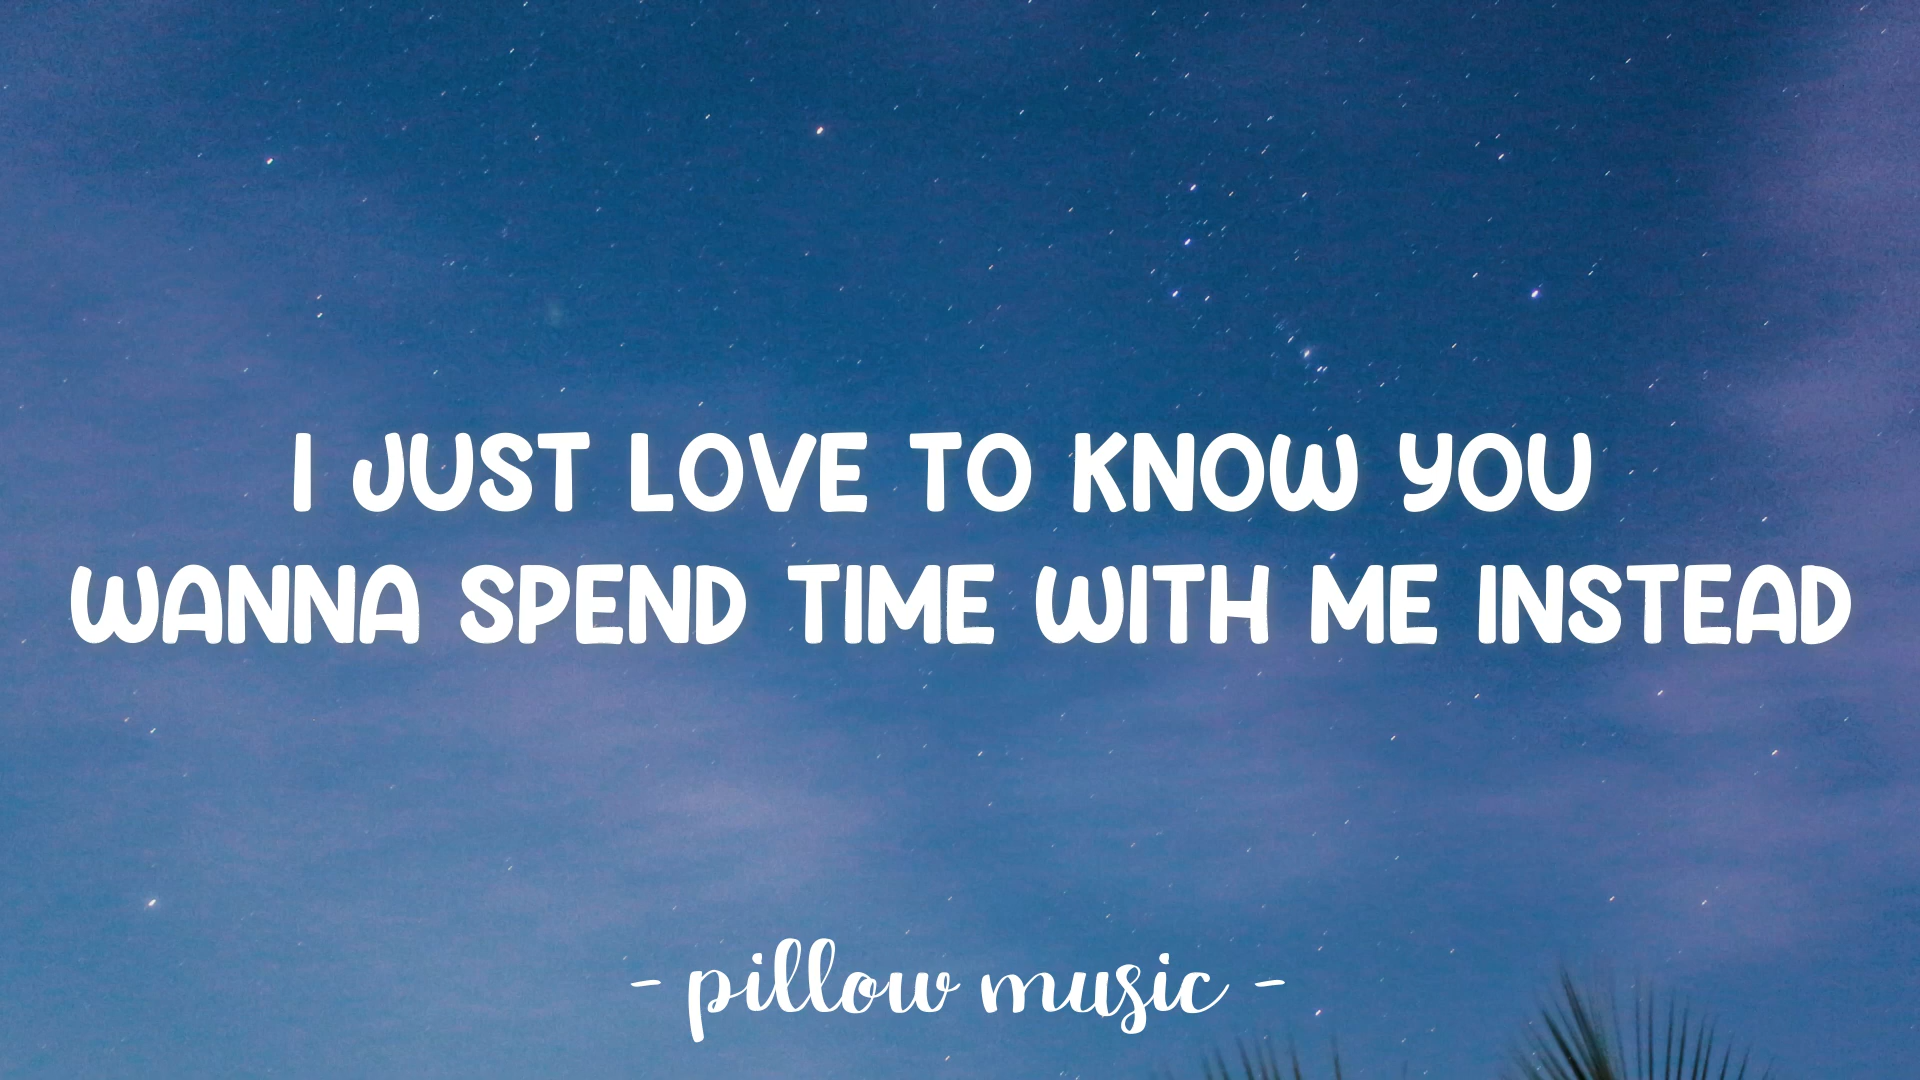 I JUST LOVE TO KNOW YOU
WANNA SPEND TIME WITH ME INSTEAD
- pillow music -